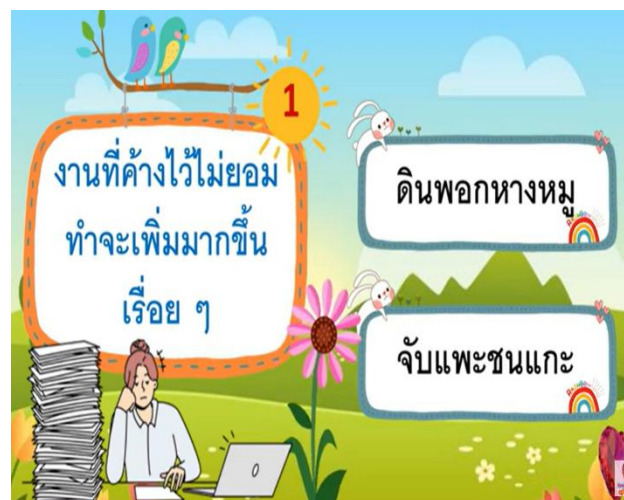 1
งานที่ค้างไว้ไม่ยอม
ทำจะเพิ่มมากขึ้น
เรื่อย ๆ
ดินพอกหางหมู
จับแพะชนแกะ